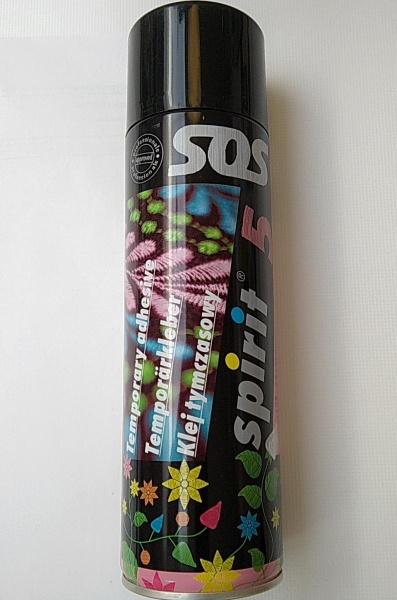 SOS
spirit® 5
Temporary adhesive
Temporärkleber
Klej tymczasowy